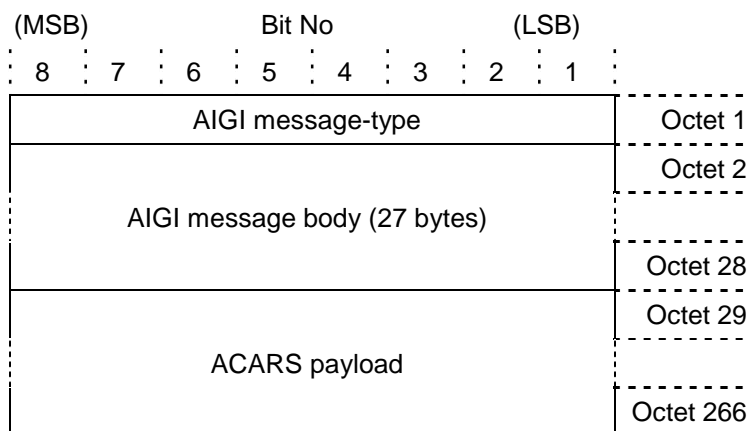 (MSB) Bit No (LSB)
8 7 6 5 4 3 2 1
AIGI message-type Octet 1
Octet 2
AIGI message body (27 bytes)
Octet 28
Octet 29
ACARS payload
Octet 266